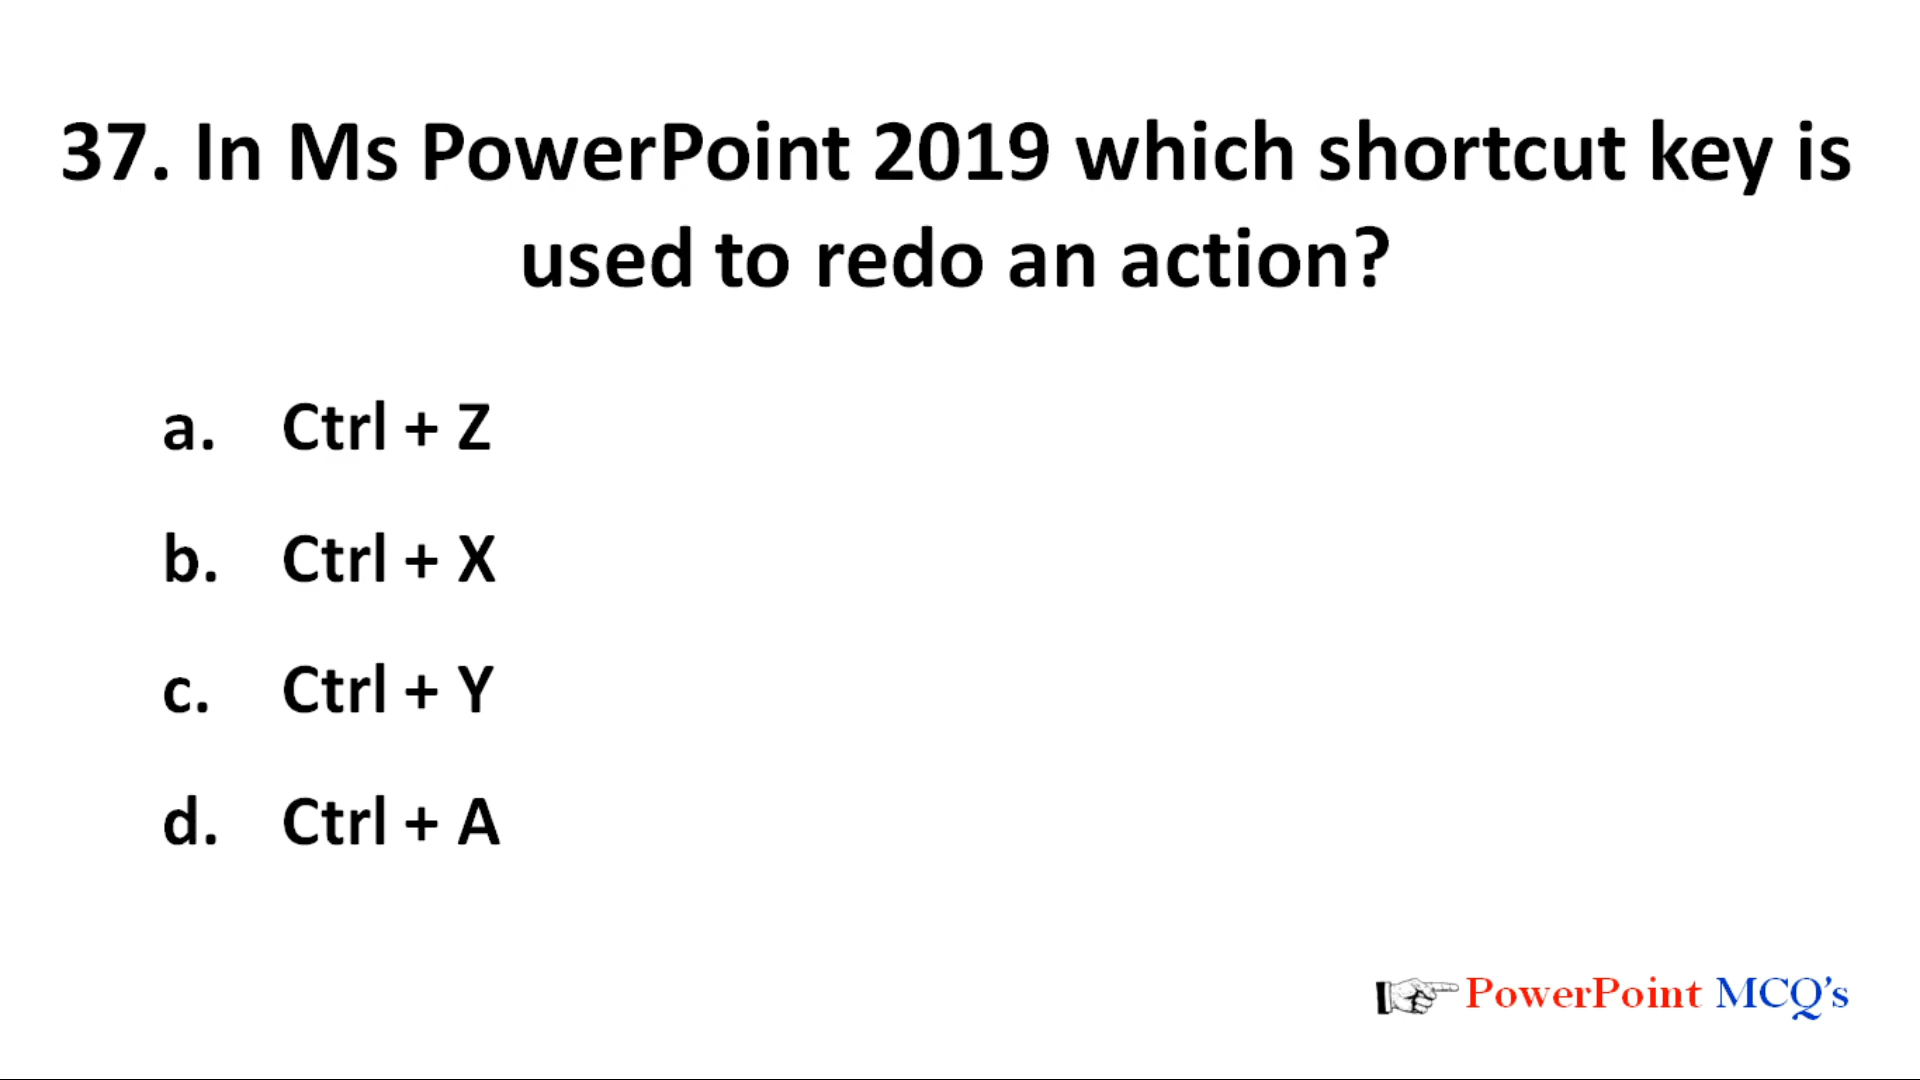 37. In Ms PowerPoint 2019 which shortcut key is
used to redo an action?
a. Ctrl + Z
b. Ctrl + X
c. Ctrl + Y
d. Ctrl + A
PowerPoint MCQ’s